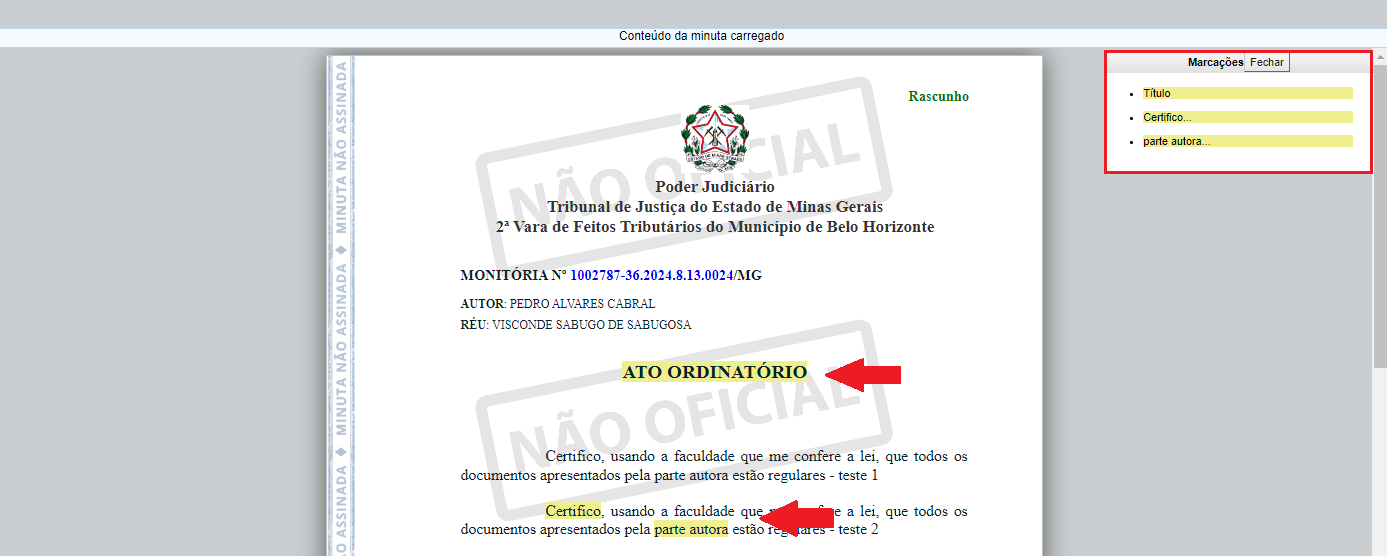 Conteúdo da minuta carregado
Marcações Fechar
Título
Certifico...
parte autora...
MINUTA NÃO ASSINADA ◆ MINUTA NÃO ASSINADA ◆ MINUTA NÃO ASSINADA
Rascunho
NÃO OFICIAL
Poder Judiciário
Tribunal de Justiça do Estado de Minas Gerais
2ª Vara de Feitos Tributários do Município de Belo Horizonte
MONITÓRIA Nº 1002787-36.2024.8.13.0024/MG
AUTOR: PEDRO ALVARES CABRAL
RÉU: VISCONDE SABUGO DE SABUGOSA
ATO ORDINATÓRIO
NÃO OFICIAL
Certifico, usando a faculdade que me confere a lei, que todos os
documentos apresentados pela parte autora estão regulares - teste 1
Certifico, usando a faculdade que me confere a lei, que todos os
documentos apresentados pela parte autora estão regulares - teste 2